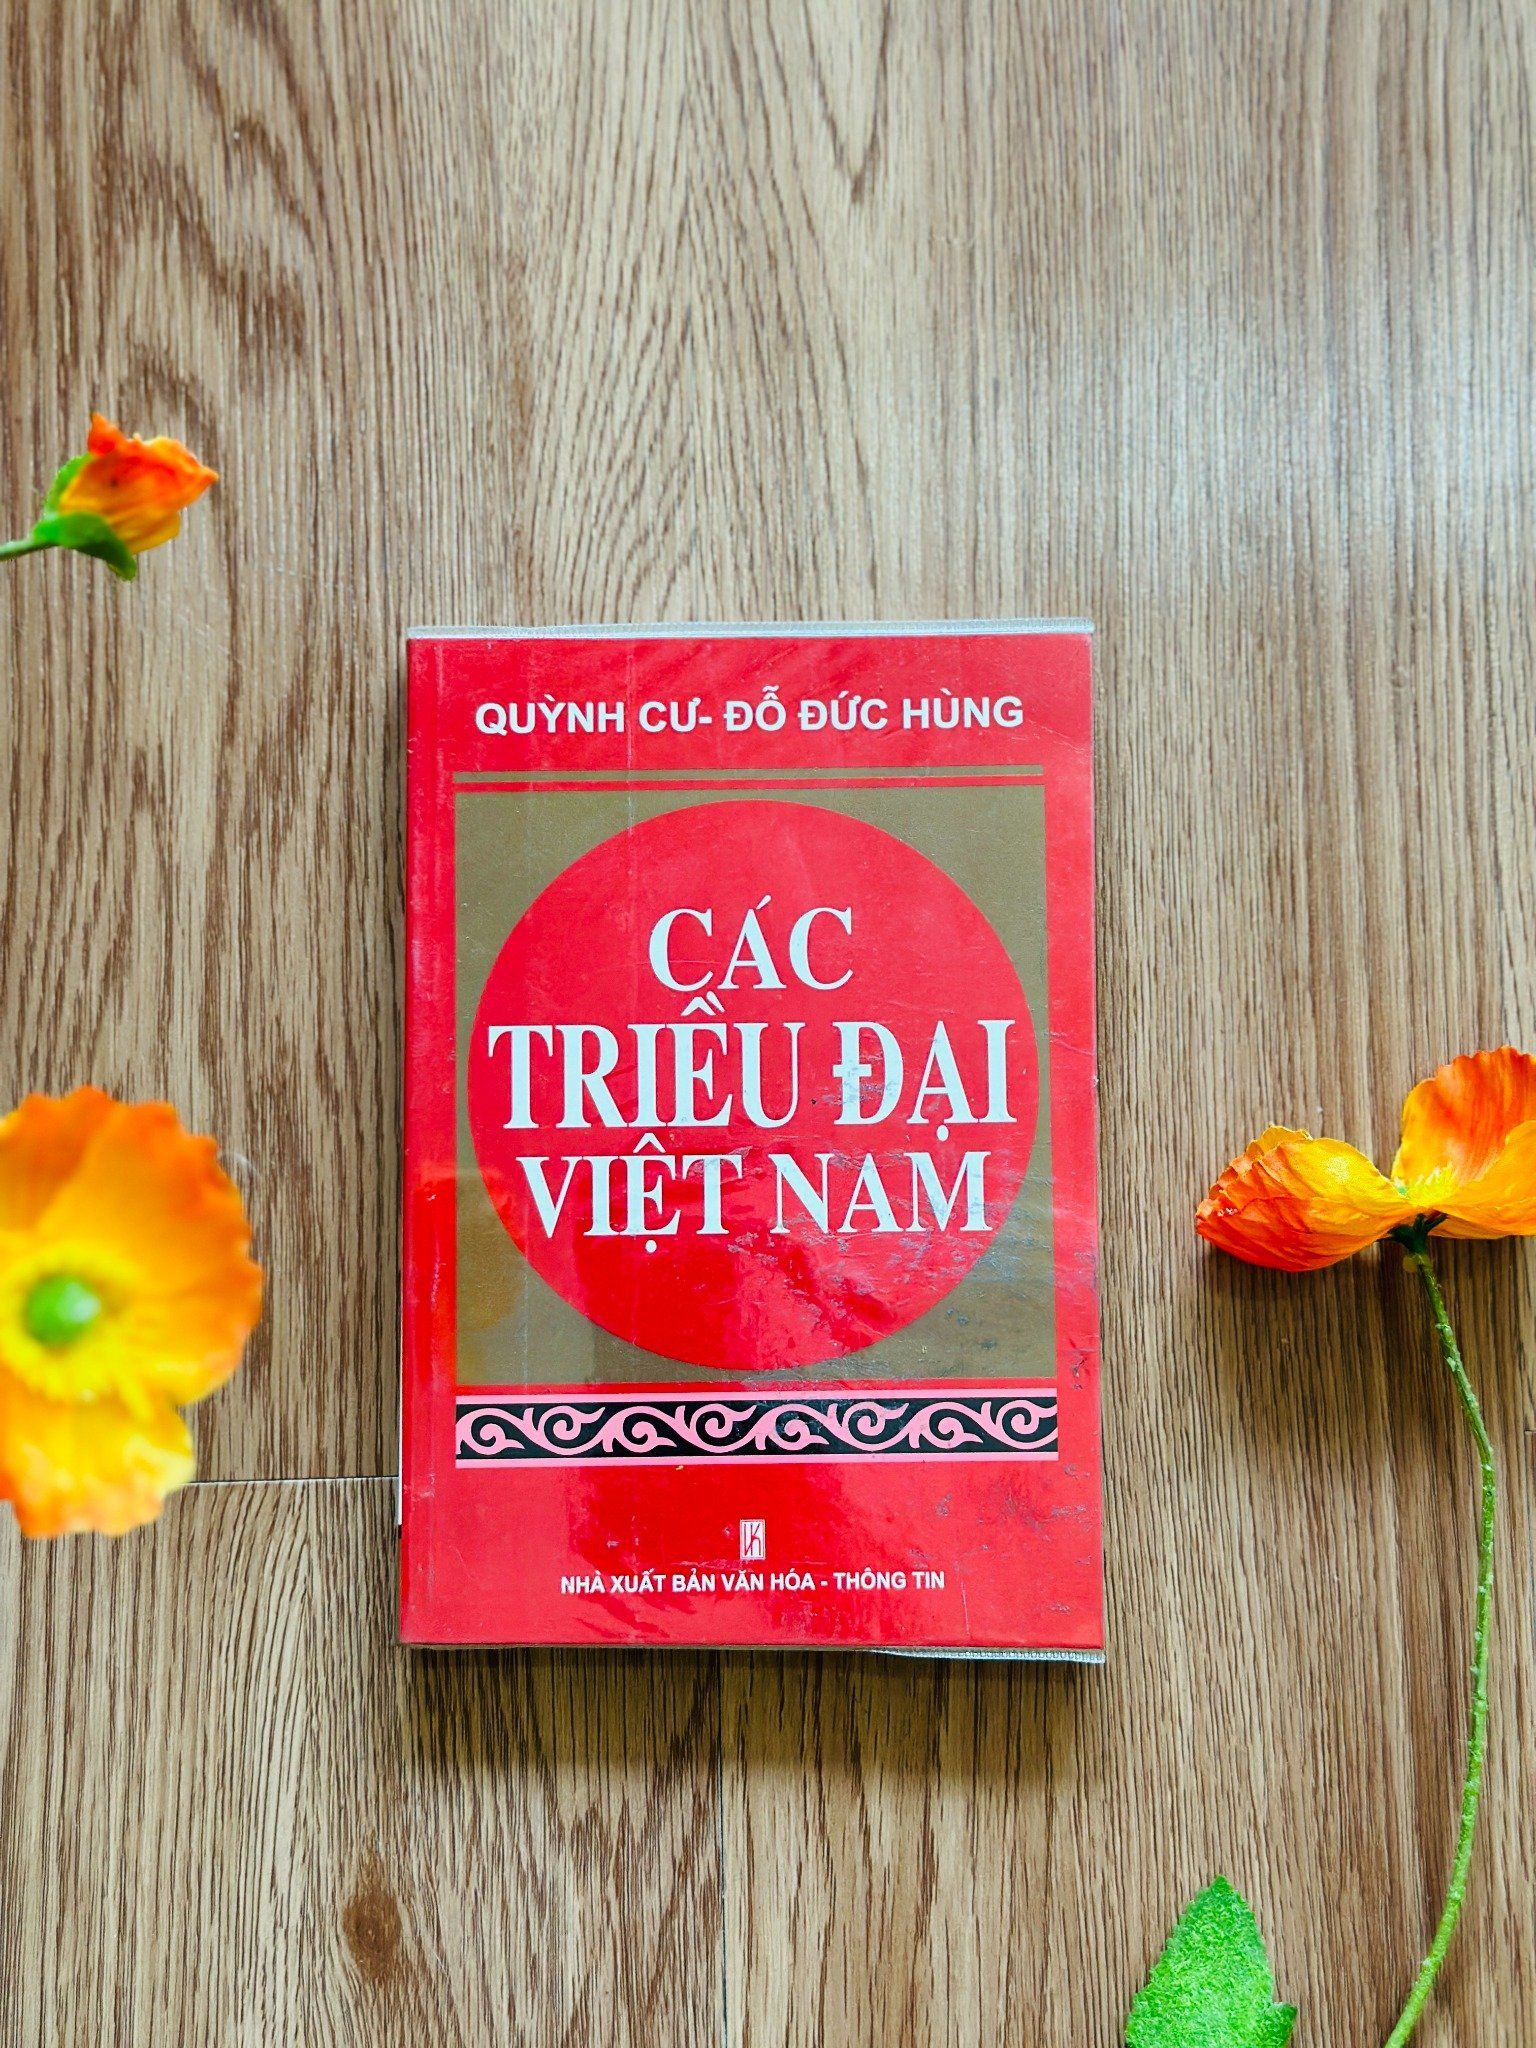 QUỲNH CƯ- ĐỖ ĐỨC HÙNG
CÁC
TRIỀU ĐẠI
VIỆT NAM
NHÀ XUẤT BẢN VĂN HÓA - THÔNG TIN